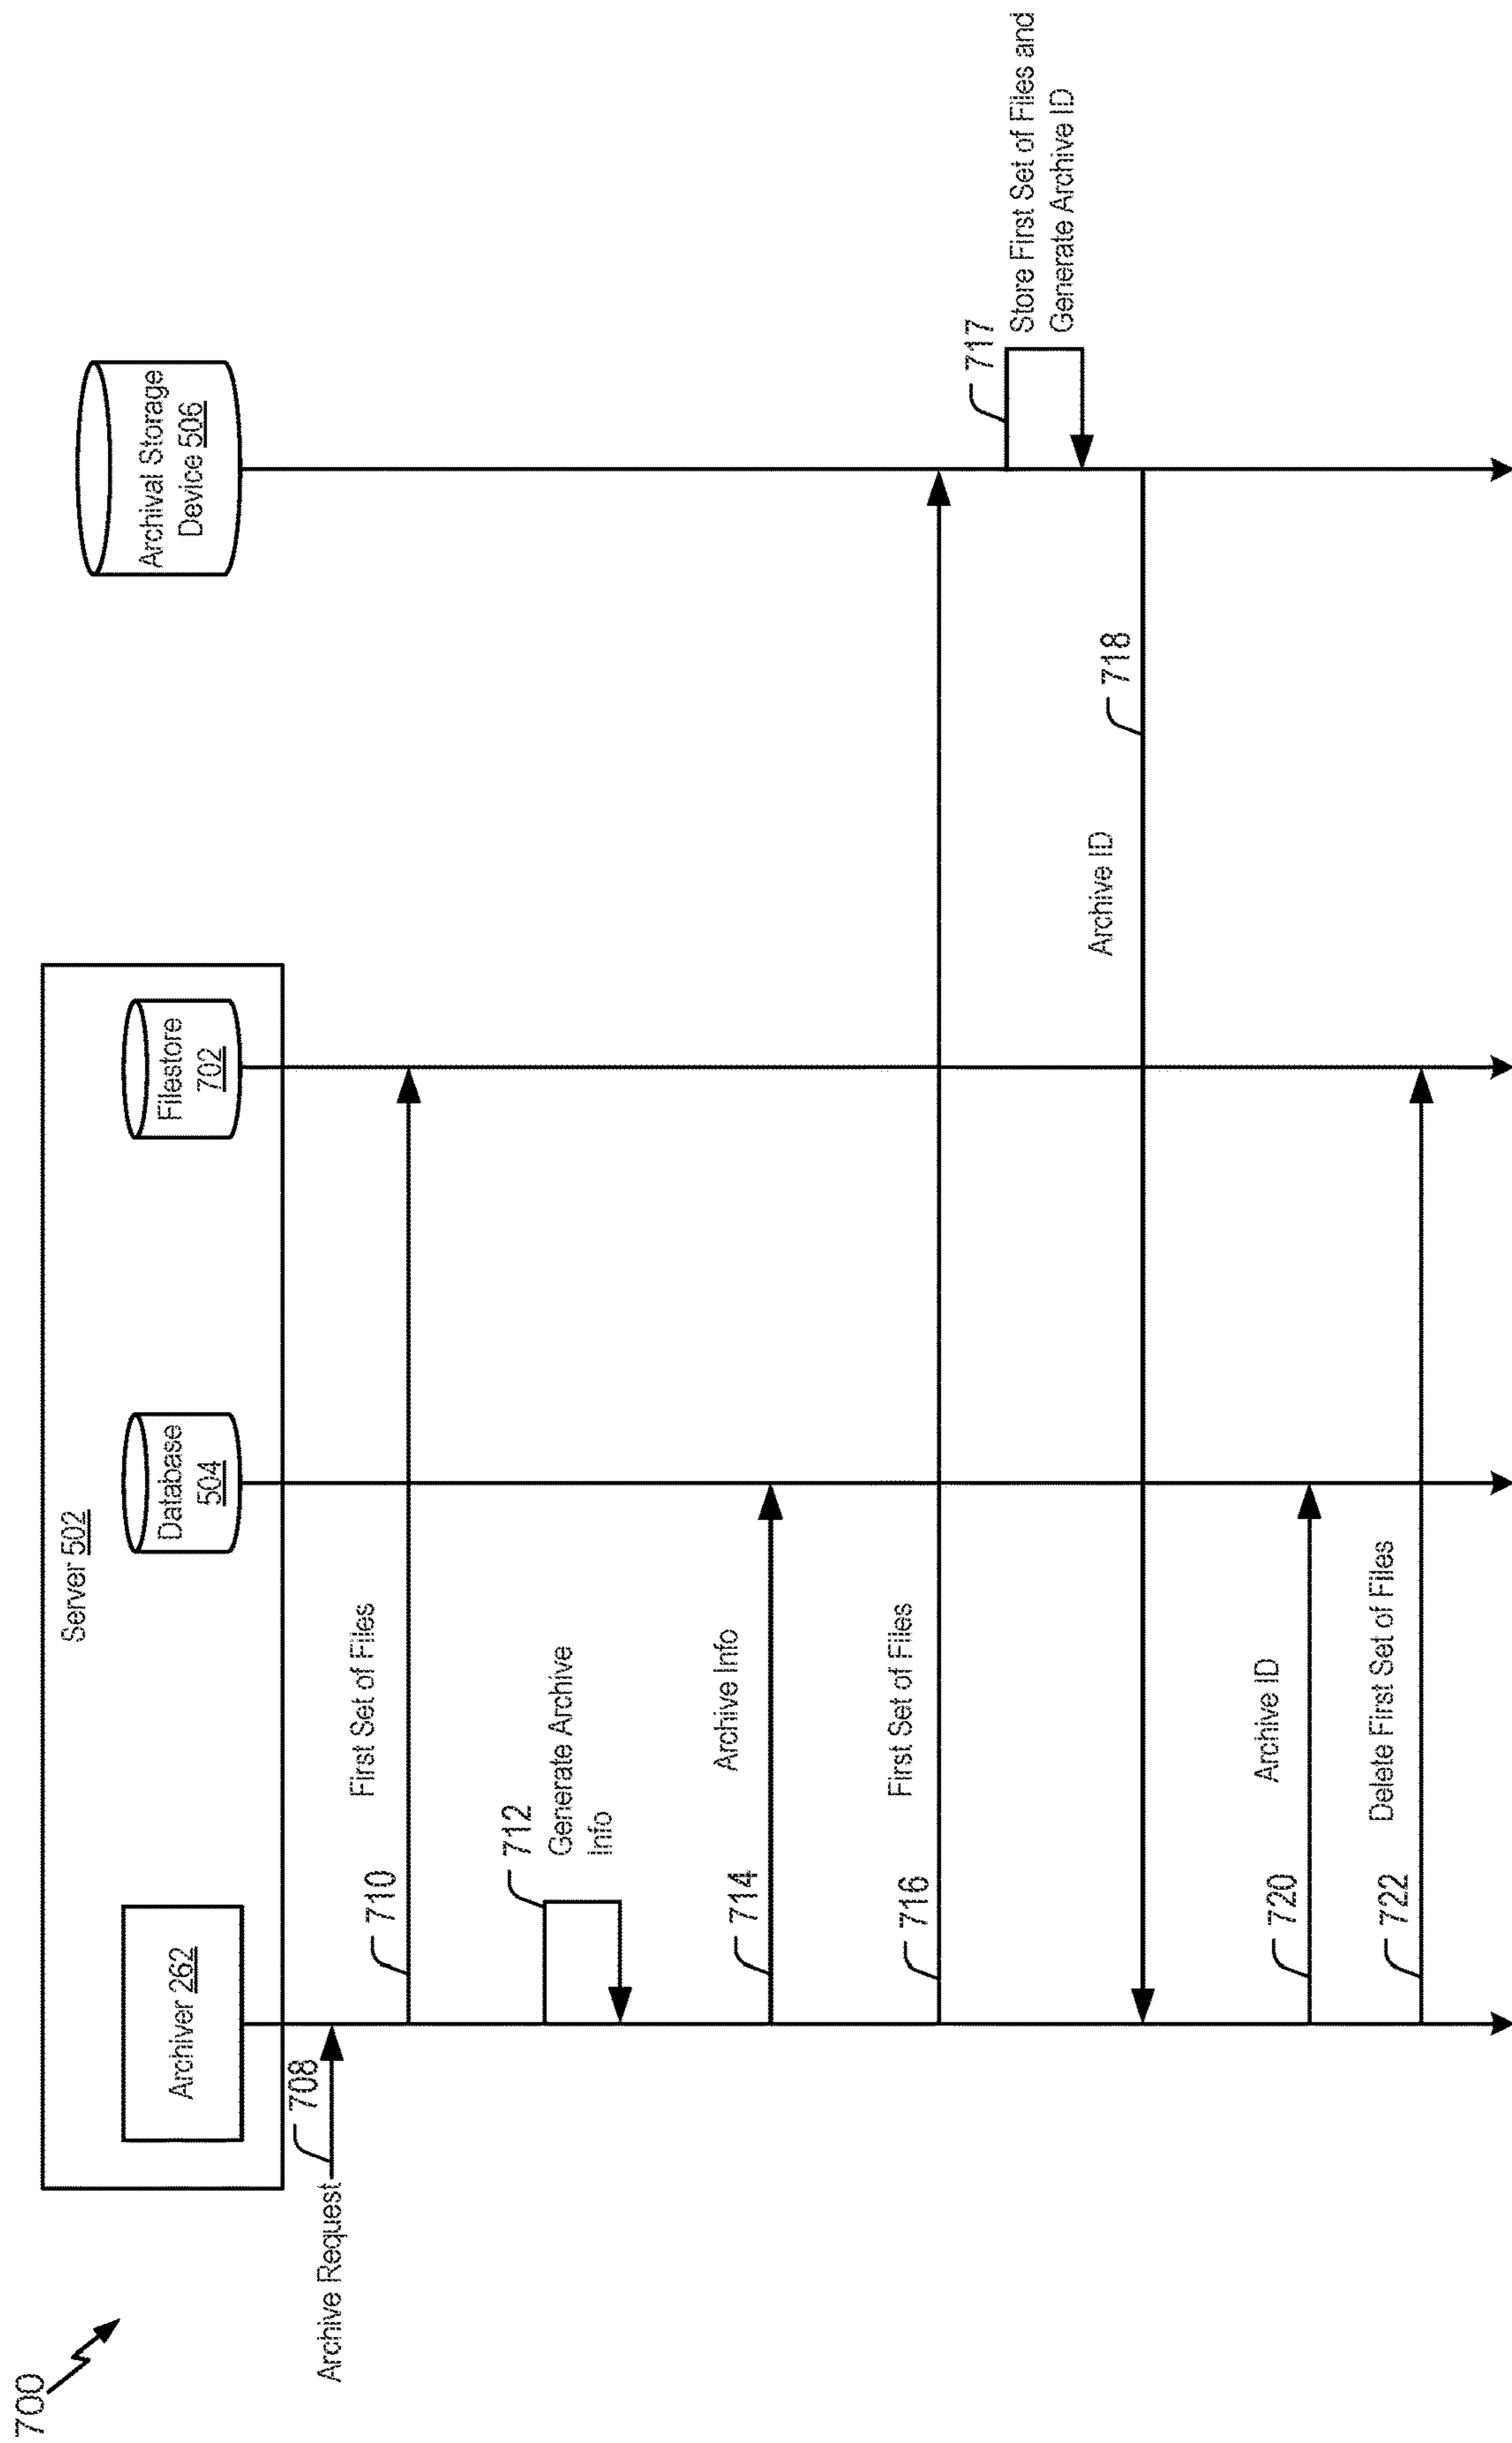 700
Server 502
Archiver 262
Database
504
Filestore
702
Archival Storage
Device 506
Archive Request
708
710
First Set of Files
712
Generate Archive
Info
714
Archive Info
716
First Set of Files
717
Store First Set of Files and
Generate Archive ID
Archive ID
718
720
Archive ID
722
Delete First Set of Files